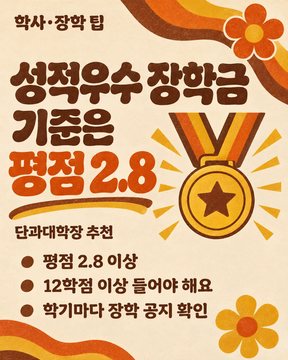 학사·장학 팁
성적우수 장학금
기준은
평점 2.8
단과대학장 추천
● 평점 2.8 이상
● 12학점 이상 들어야 해요
● 학기마다 장학 공지 확인